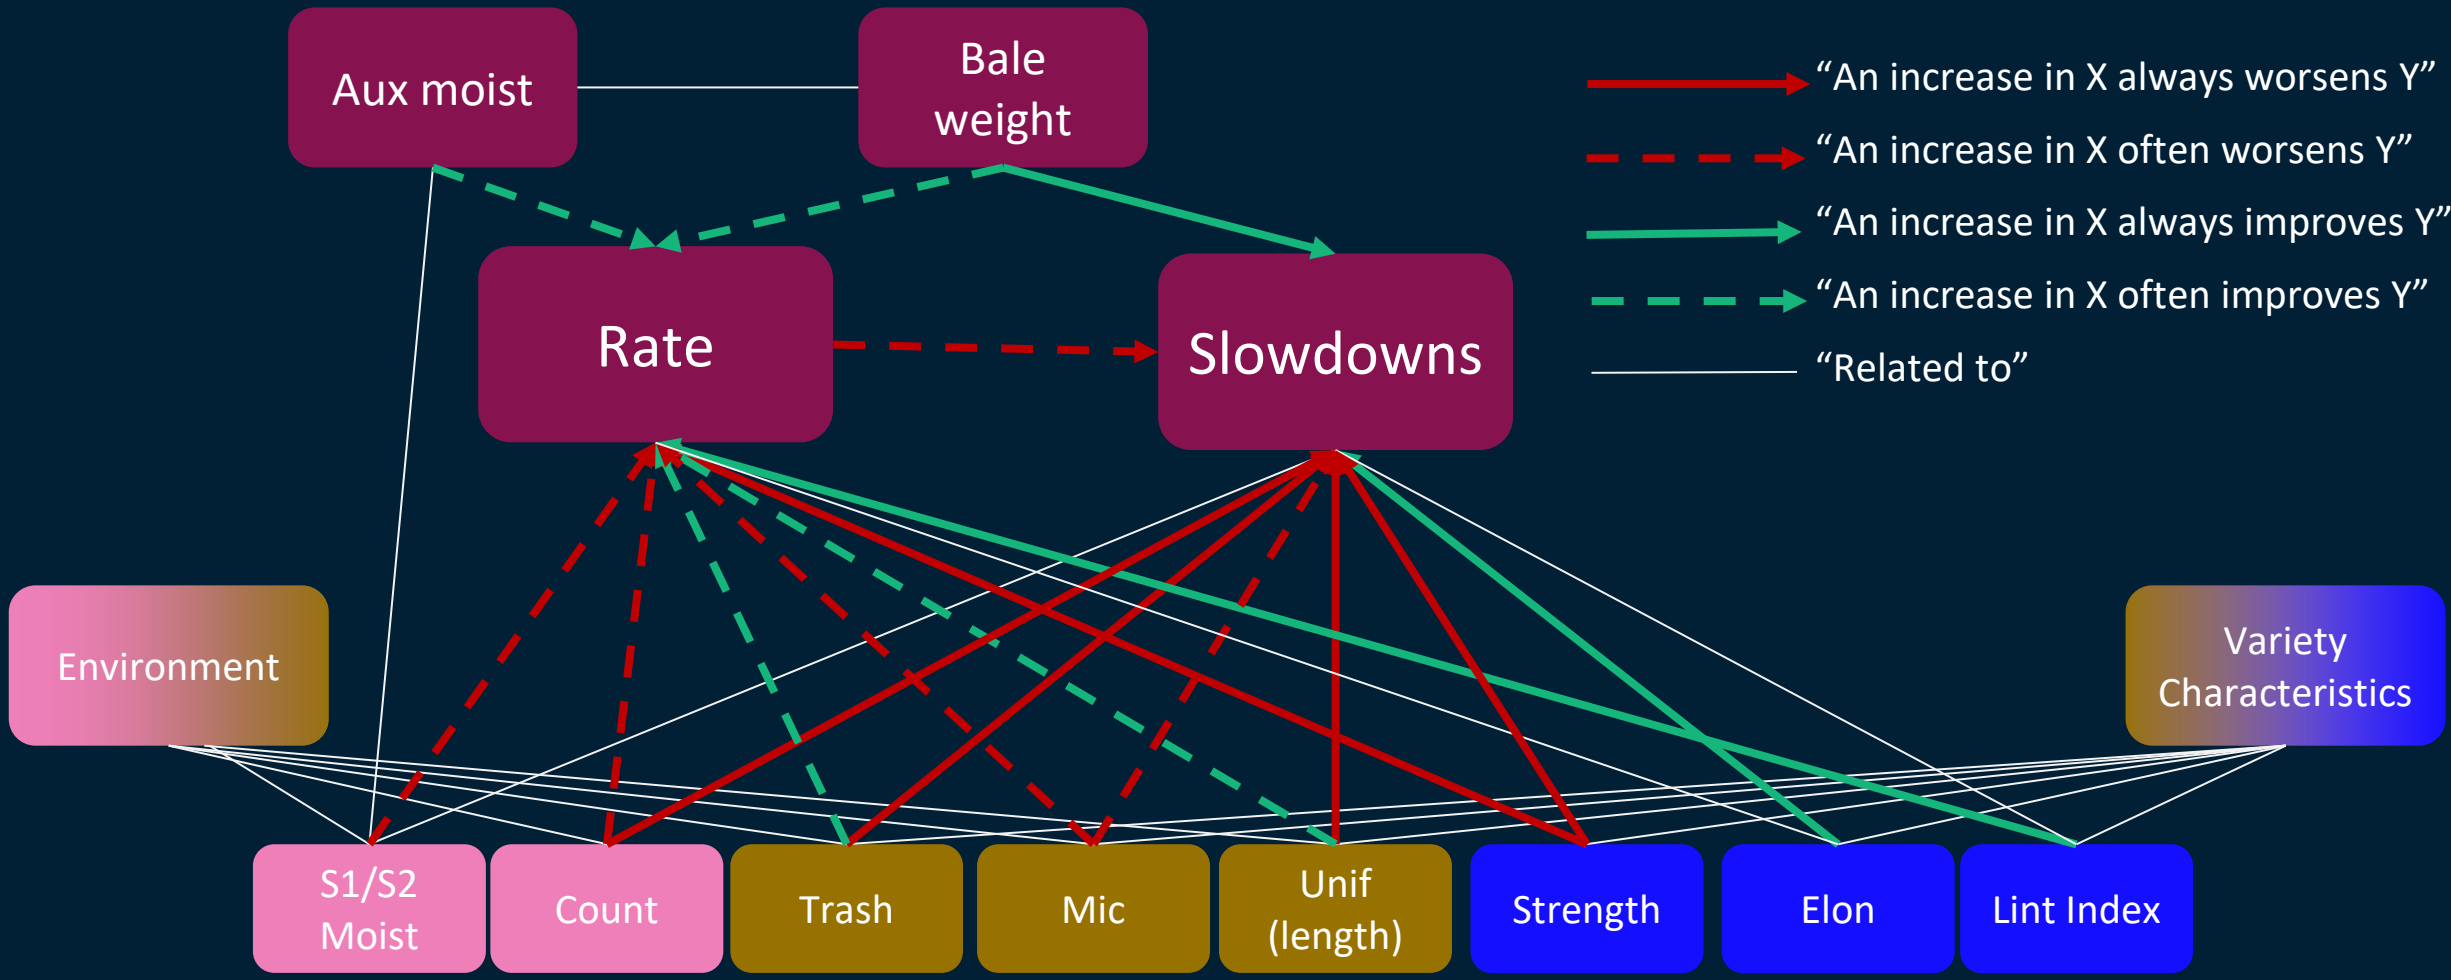 Aux moist
Bale
weight
“An increase in X always worsens Y”
“An increase in X often worsens Y”
“An increase in X always improves Y”
“An increase in X often improves Y”
“Related to”
Rate
Slowdowns
Environment
Variety
Characteristics
S1/S2
Moist
Count
Trash
Mic
Unif
(length)
Strength
Elon
Lint Index